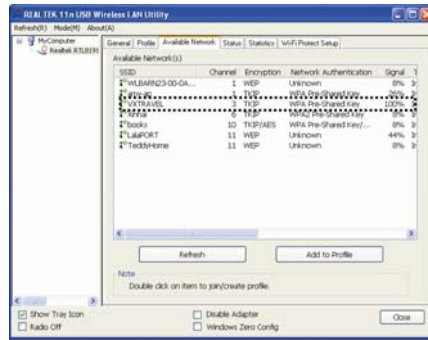 REALTEK 11n USB Wireless LAN Utility
Refresh(R) Mode(M) About(A)
MyComputer
Realtek RTL8191
General Profile Available Network Status Statistics Wi-Fi Protect Setup
Available Network(s)
SSID Channel Encryption Network Authentication Signal
WLBARN23-00-0A... 1 WEP Unknown 8%
1 TKIP WPA Pre-Shared Key 26%
VXTRAVEL 3 TKIP WPA Pre-Shared Key 100%
Xinhai 6 TKIP WPA2 Pre-Shared Key 8%
books 10 TKIP/AES WPA Pre-Shared Key/... 8%
LalaPORT 11 WEP Unknown 44%
TeddyHome 11 WEP Unknown 8%
Refresh Add to Profile
Note
Double click on item to join/create profile.
Show Tray Icon Disable Adapter Close
Radio Off Windows Zero Config